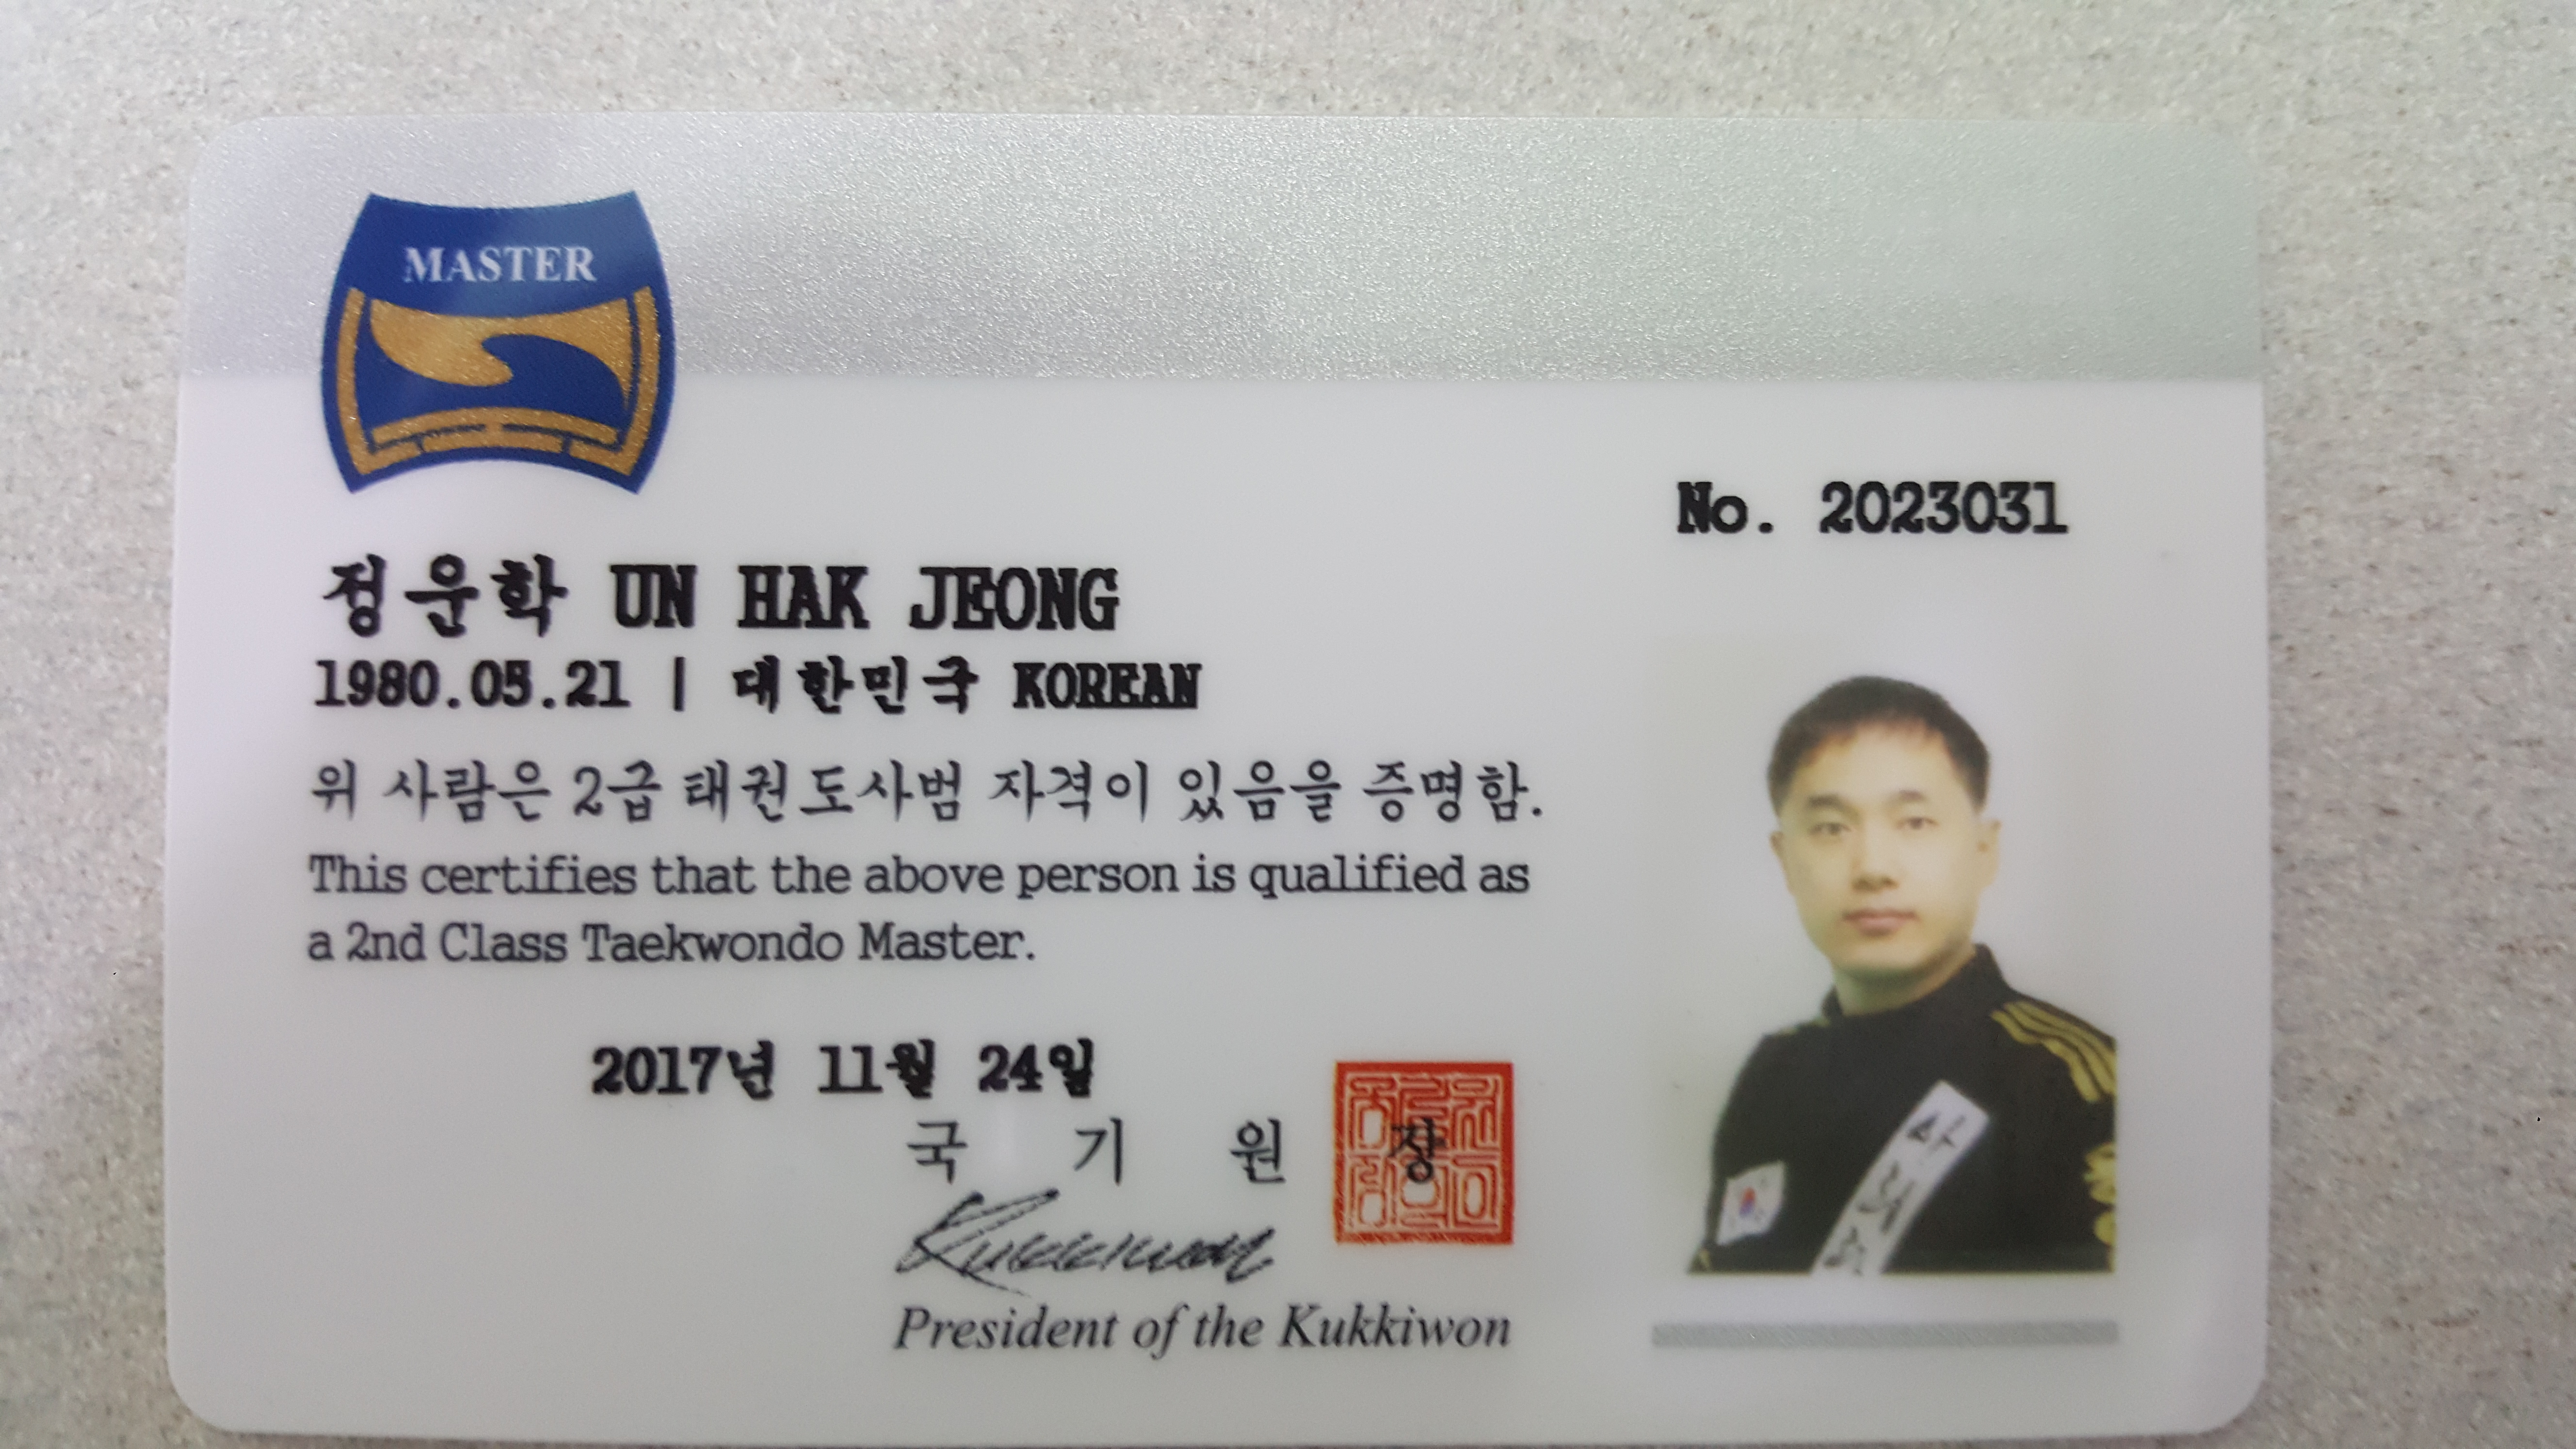 MASTER
No. 2023031
정운학 UN HAK JEONG
1980.05.21 | 대한민국 KOREAN
위 사람은 2급 태권도사범 자격이 있음을 증명함.
This certifies that the above person is qualified as
a 2nd Class Taekwondo Master.
2017년 11월 24일
국 기 원 장
Kukkiwon
President of the Kukkiwon